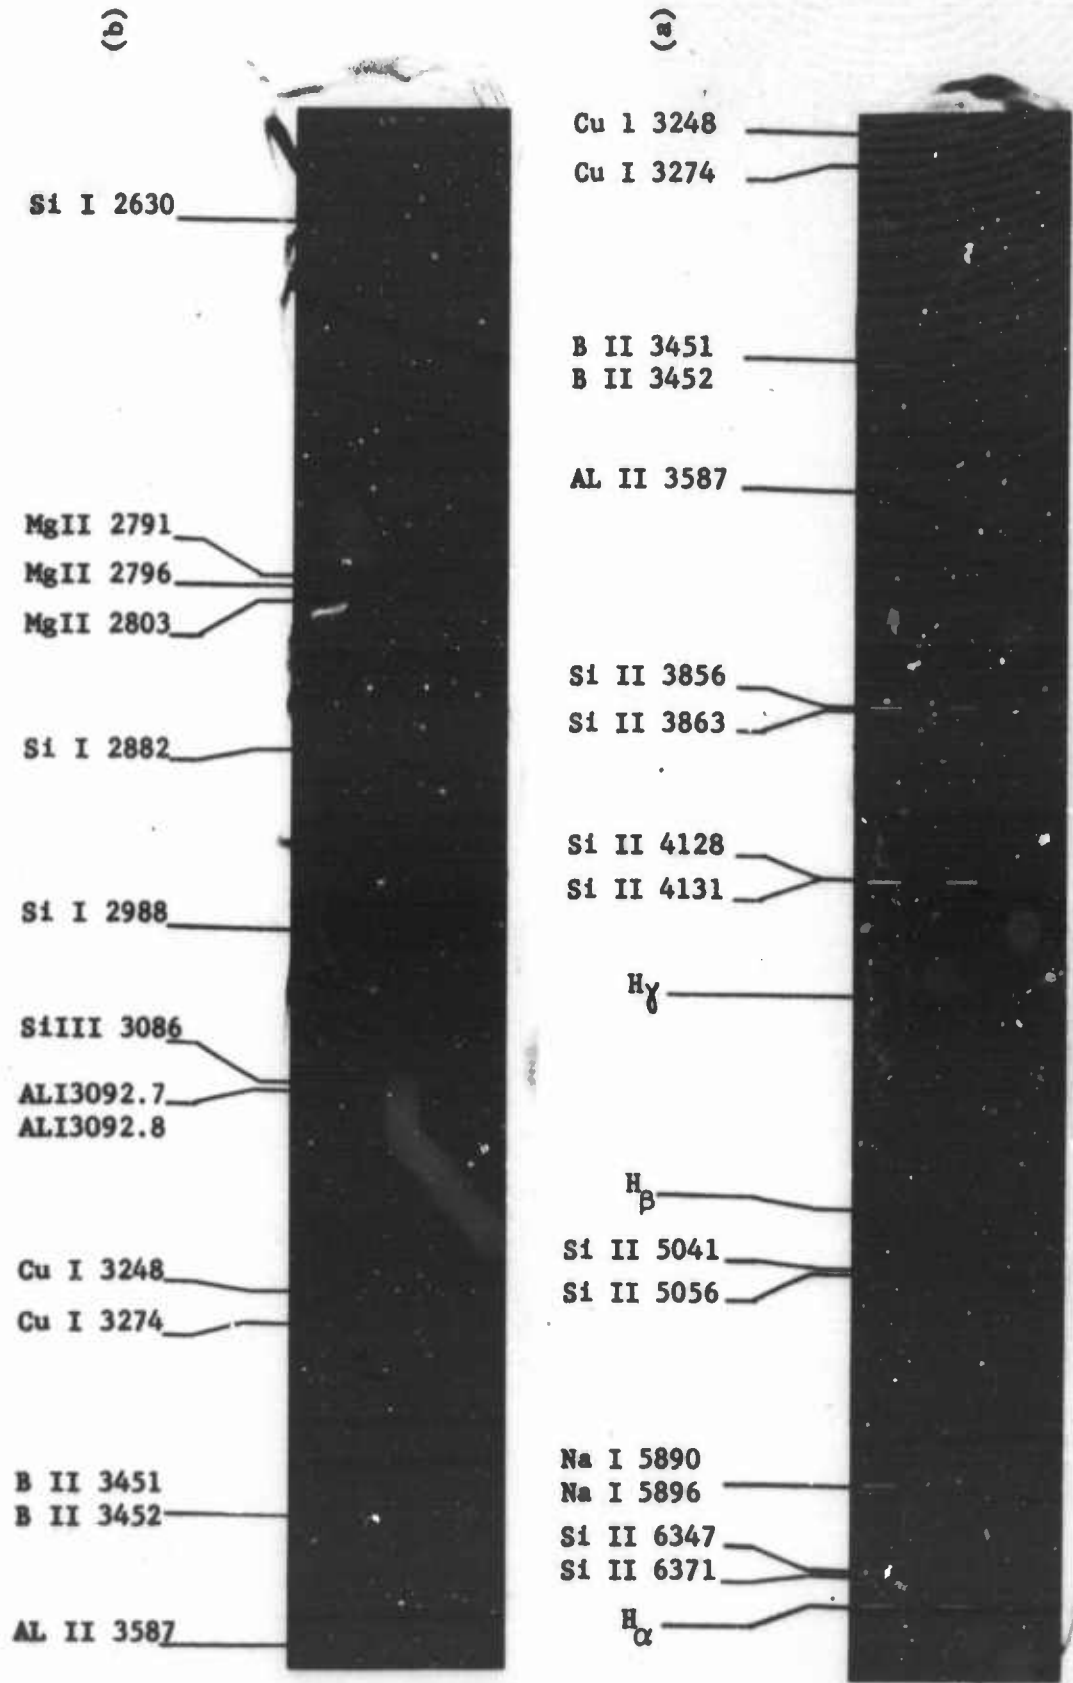 (b)
Si I 2630
MgII 2791
MgII 2796
MgII 2803
Si I 2882
Si I 2988
SiIII 3086
ALI3092.7
ALI3092.8
Cu I 3248
Cu I 3274
B II 3451
B II 3452
AL II 3587
(a)
Cu l 3248
Cu I 3274
B II 3451
B II 3452
AL II 3587
Si II 3856
Si II 3863
Si II 4128
Si II 4131
Hγ
Hβ
Si II 5041
Si II 5056
Na I 5890
Na I 5896
Si II 6347
Si II 6371
Hα